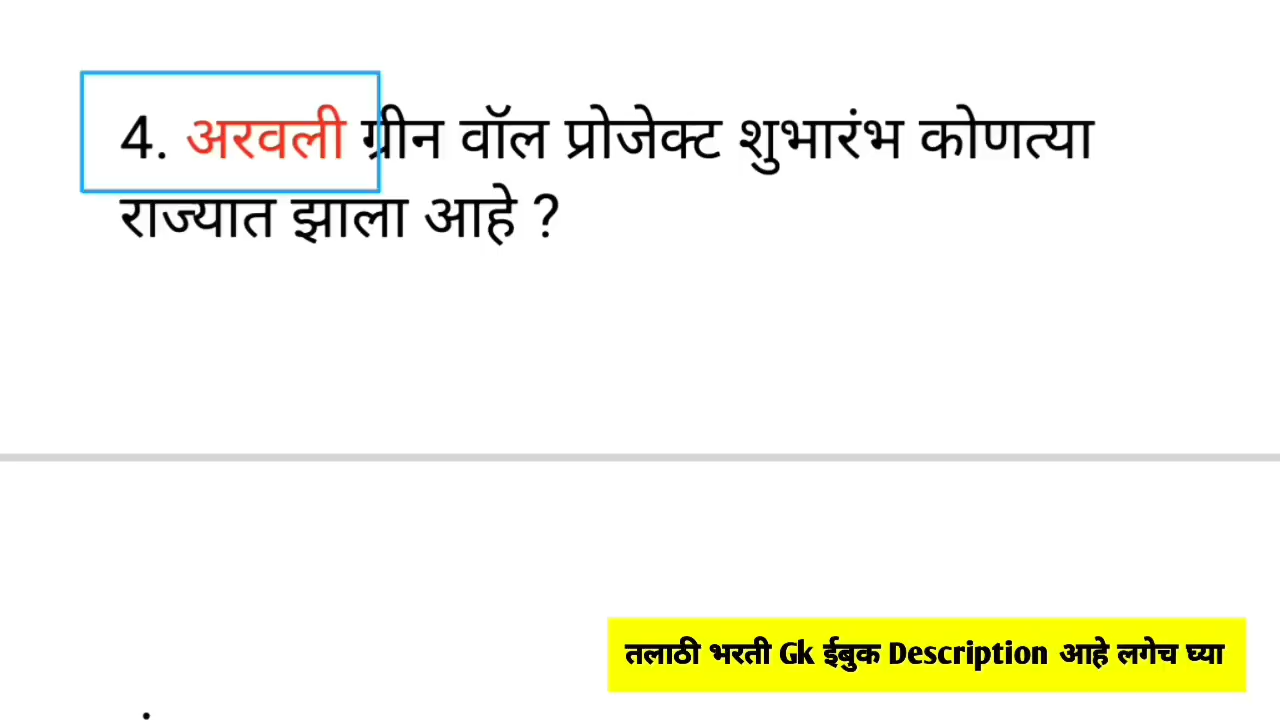 4. अरवली ग्रीन वॉल प्रोजेक्ट शुभारंभ कोणत्या
राज्यात झाला आहे ?
तलाठी भरती Gk ईबुक Description आहे लगेच घ्या